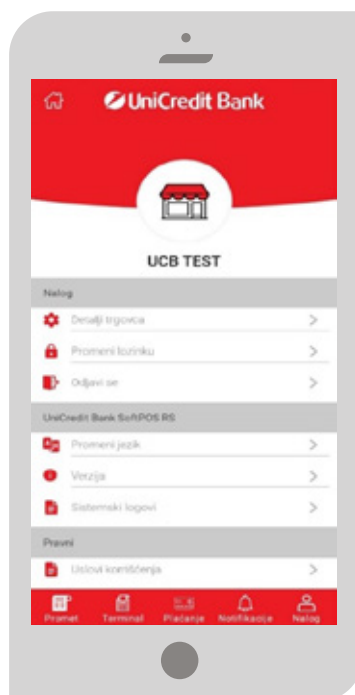 UniCredit Bank
UCB TEST
Nalog
Detalji trgovca
Promeni lozinku
Odjavi se
UniCredit Bank SoftPOS RS
Promeni jezik
Verzija
Sistemski logovi
Pravni
Uslovi korišćenja
Promet Terminal Plaćanje Notifikacije Nalog